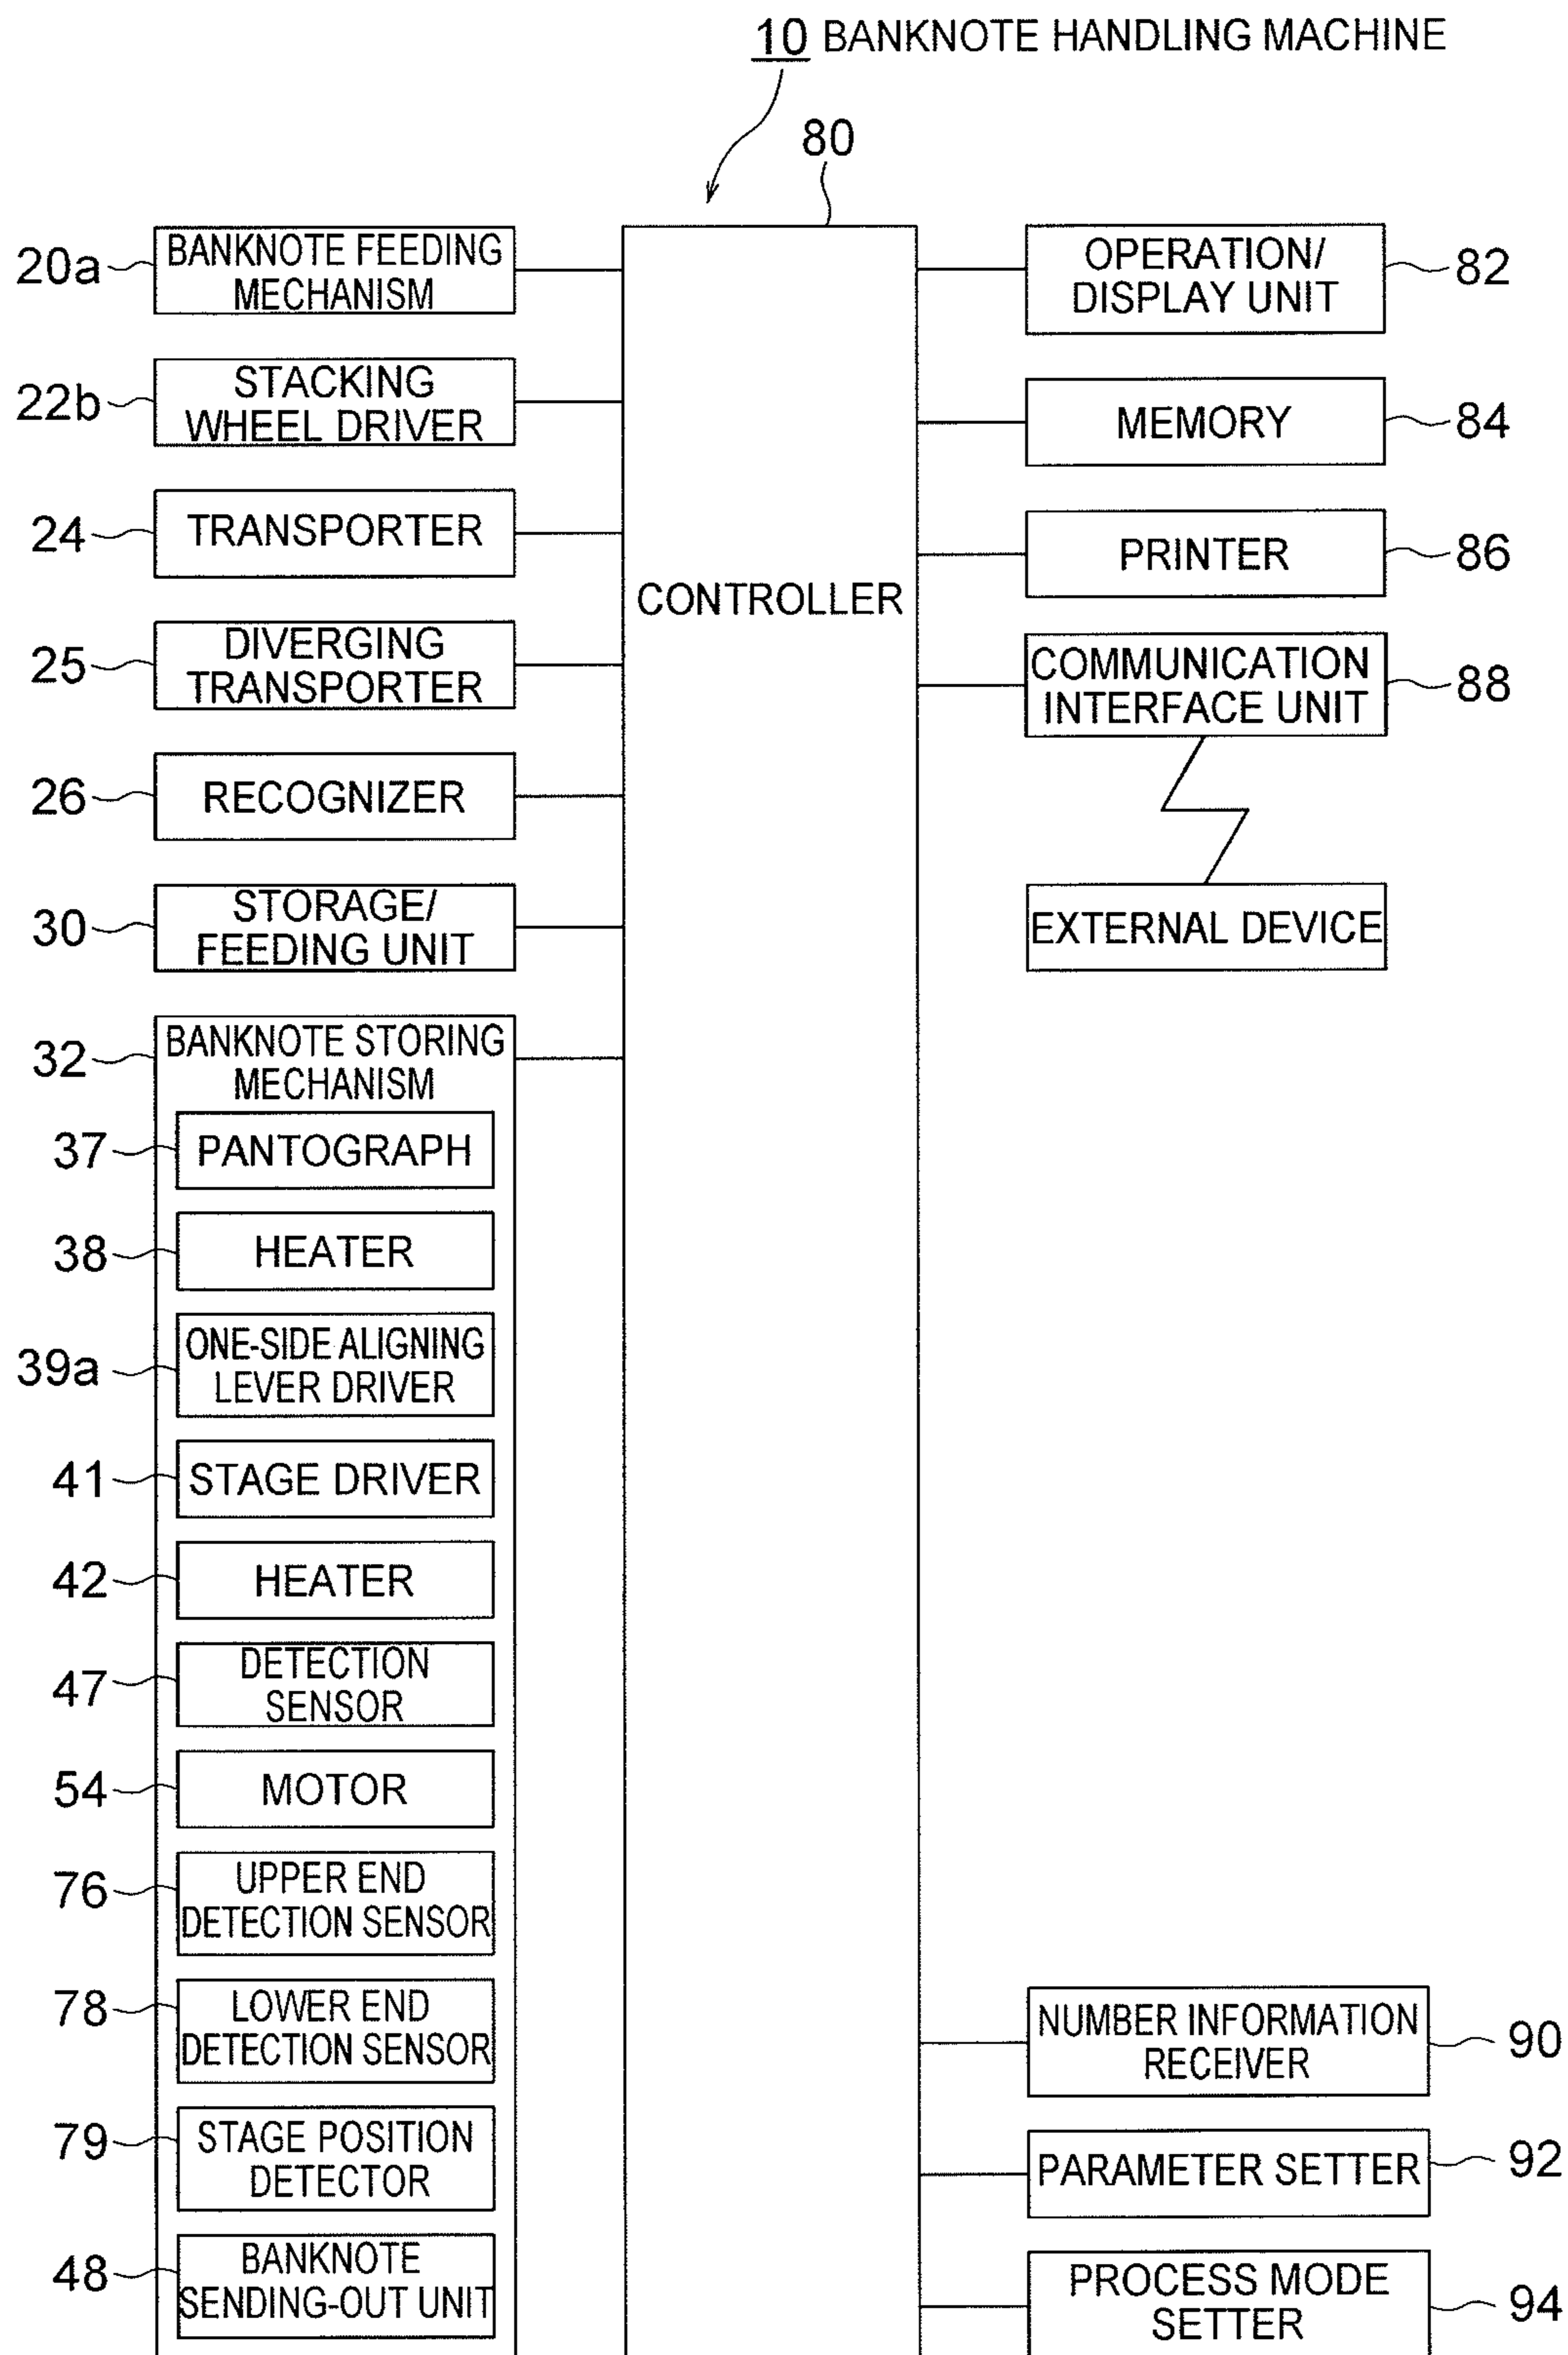 10 BANKNOTE HANDLING MACHINE
80
CONTROLLER
20a
BANKNOTE FEEDING
MECHANISM
22b
STACKING
WHEEL DRIVER
24
TRANSPORTER
25
DIVERGING
TRANSPORTER
26
RECOGNIZER
30
STORAGE/
FEEDING UNIT
32
BANKNOTE STORING
MECHANISM
37
PANTOGRAPH
38
HEATER
39a
ONE-SIDE ALIGNING
LEVER DRIVER
41
STAGE DRIVER
42
HEATER
47
DETECTION
SENSOR
54
MOTOR
76
UPPER END
DETECTION SENSOR
78
LOWER END
DETECTION SENSOR
79
STAGE POSITION
DETECTOR
48
BANKNOTE
SENDING-OUT UNIT
OPERATION/
DISPLAY UNIT
82
MEMORY
84
PRINTER
86
COMMUNICATION
INTERFACE UNIT
88
EXTERNAL DEVICE
NUMBER INFORMATION
RECEIVER
90
PARAMETER SETTER
92
PROCESS MODE
SETTER
94